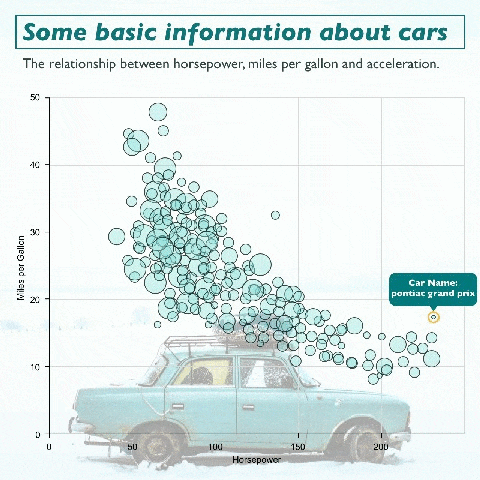 Some basic information about cars
The relationship between horsepower, miles per gallon and acceleration.
50
40
30
20
10
0
Miles per Gallon
Car Name:
pontiac grand prix
0
50
100
150
200
Horsepower